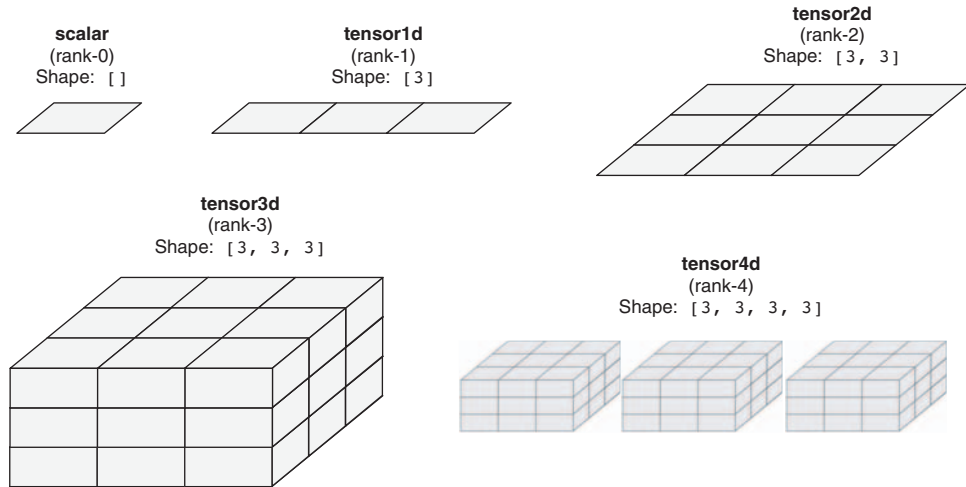 scalar
(rank-0)
Shape: []
tensor1d
(rank-1)
Shape: [3]
tensor2d
(rank-2)
Shape: [3, 3]
tensor3d
(rank-3)
Shape: [3, 3, 3]
tensor4d
(rank-4)
Shape: [3, 3, 3, 3]